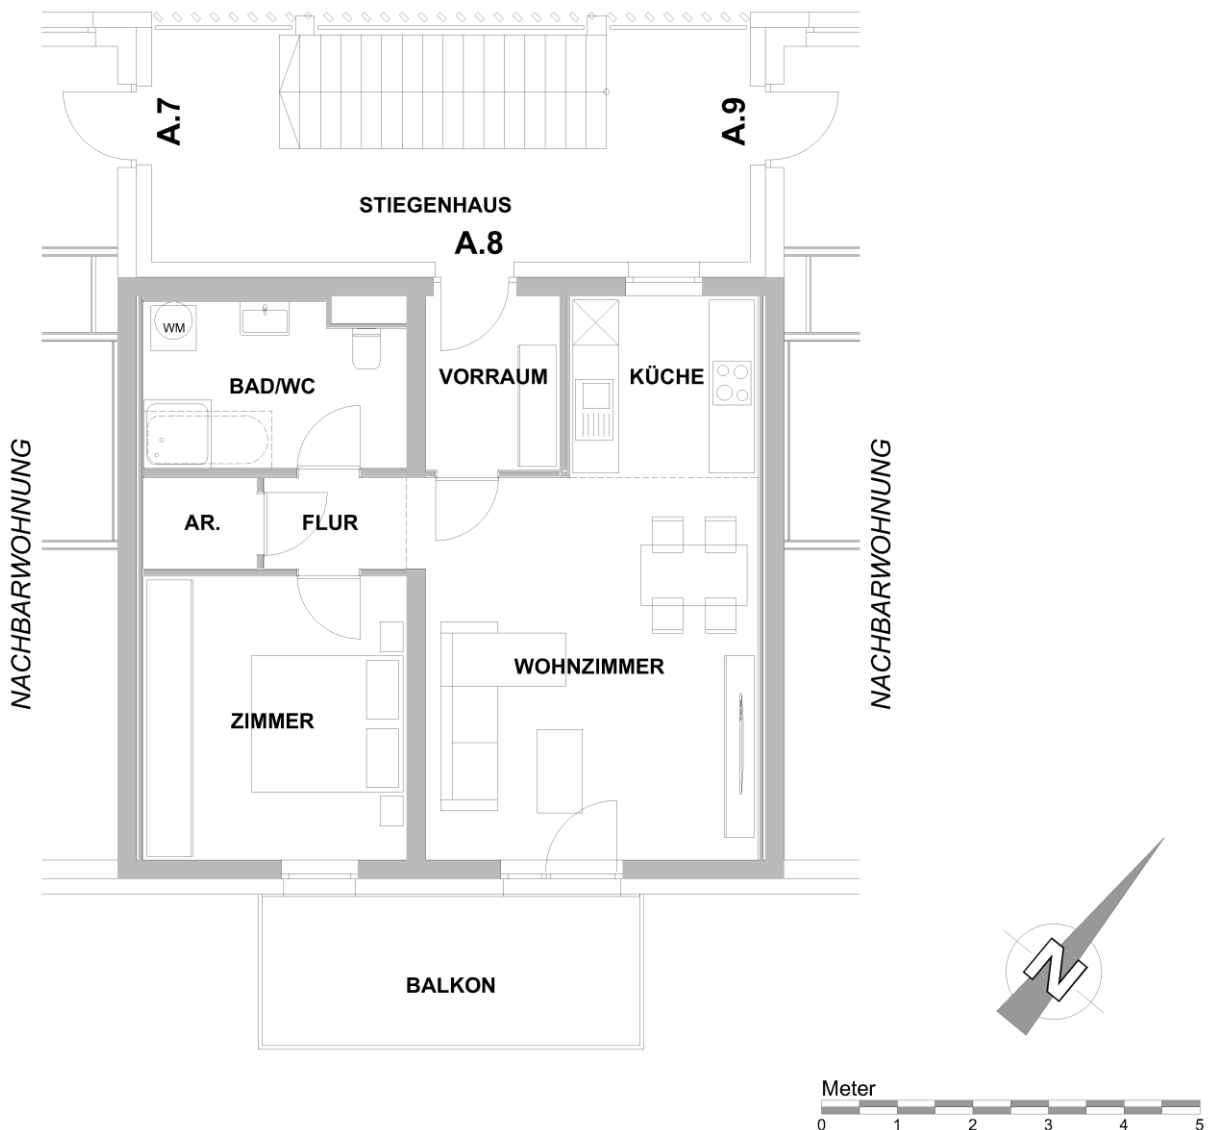 A.7
A.9
STIEGENHAUS
A.8
WM
BAD/WC
VORRAUM
KÜCHE
NACHBARWOHNUNG
NACHBARWOHNUNG
AR.
FLUR
WOHNZIMMER
ZIMMER
BALKON
N
Meter
0 1 2 3 4 5